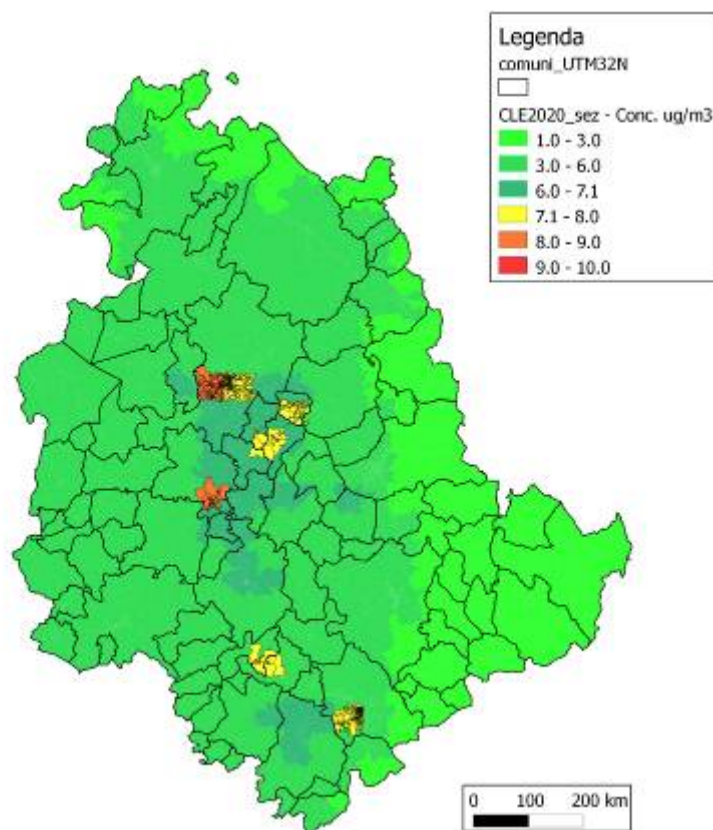 Legenda
comuni_UTM32N
CLE2020_sez - Conc. ug/m3
1.0 - 3.0
3.0 - 6.0
6.0 - 7.1
7.1 - 8.0
8.0 - 9.0
9.0 - 10.0
0 100 200 km